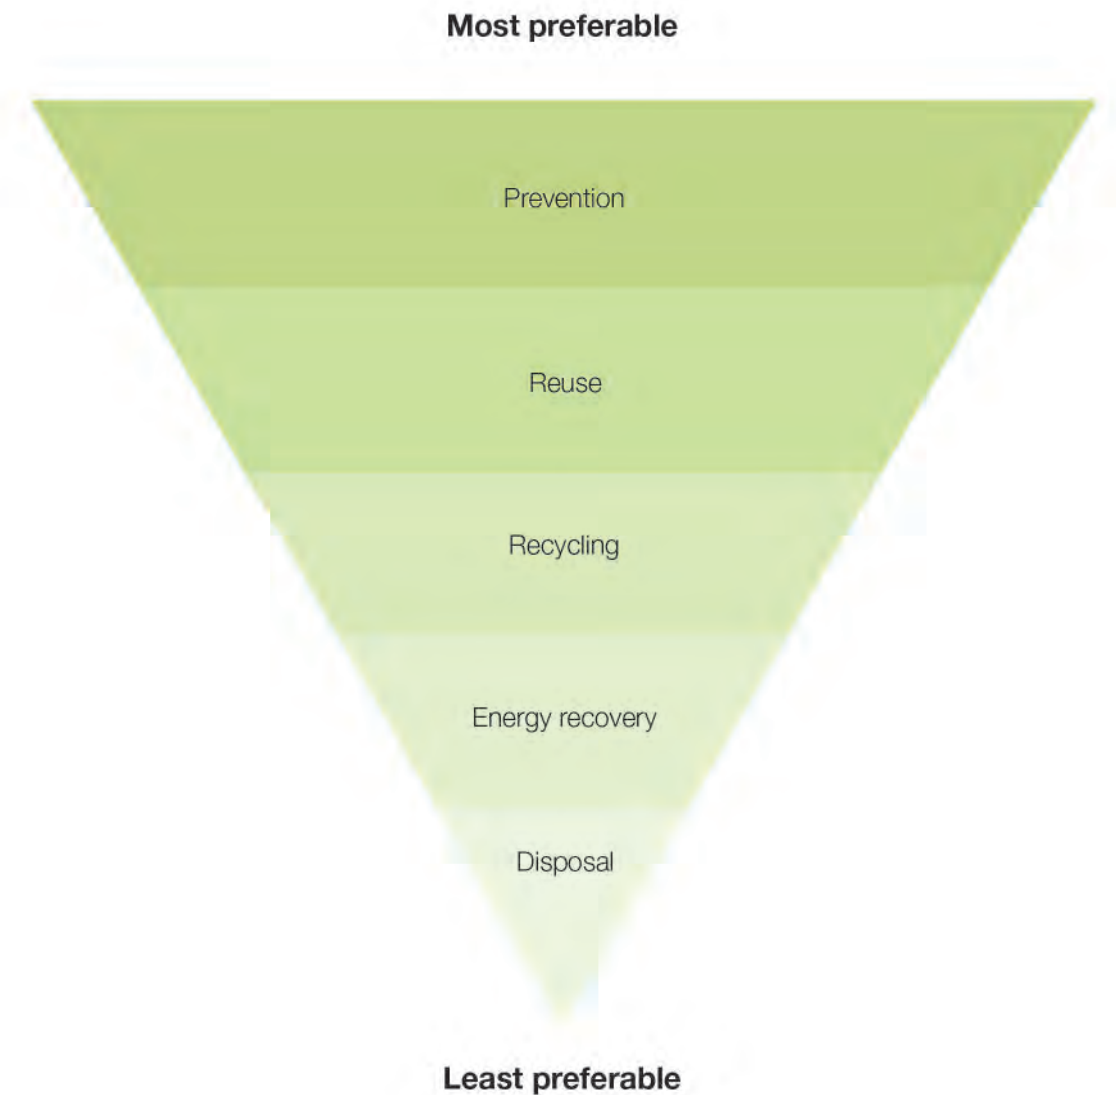 Most preferable
Prevention
Reuse
Recycling
Energy recovery
Disposal
Least preferable